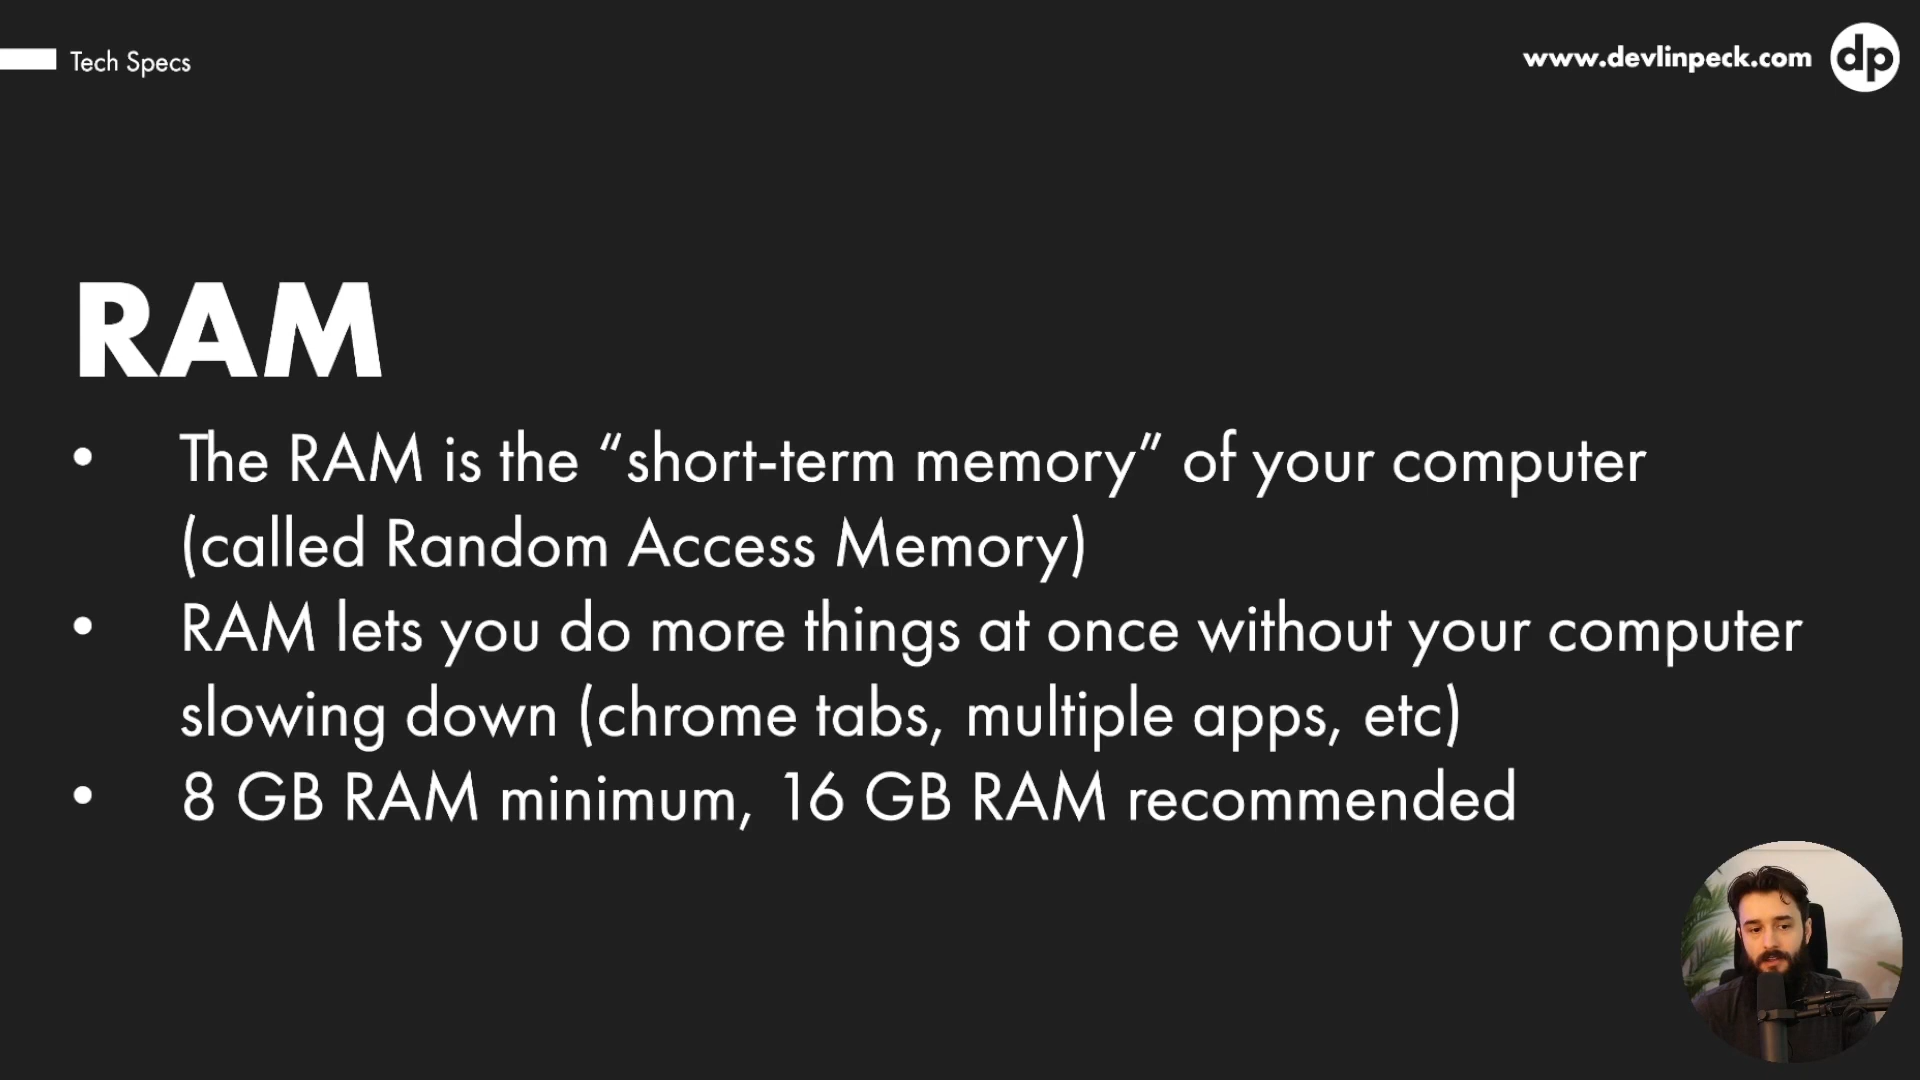 Tech Specs
www.devlinpeck.com
dp
RAM
• The RAM is the “short-term memory” of your computer
(called Random Access Memory)
• RAM lets you do more things at once without your computer
slowing down (chrome tabs, multiple apps, etc)
• 8 GB RAM minimum, 16 GB RAM recommended